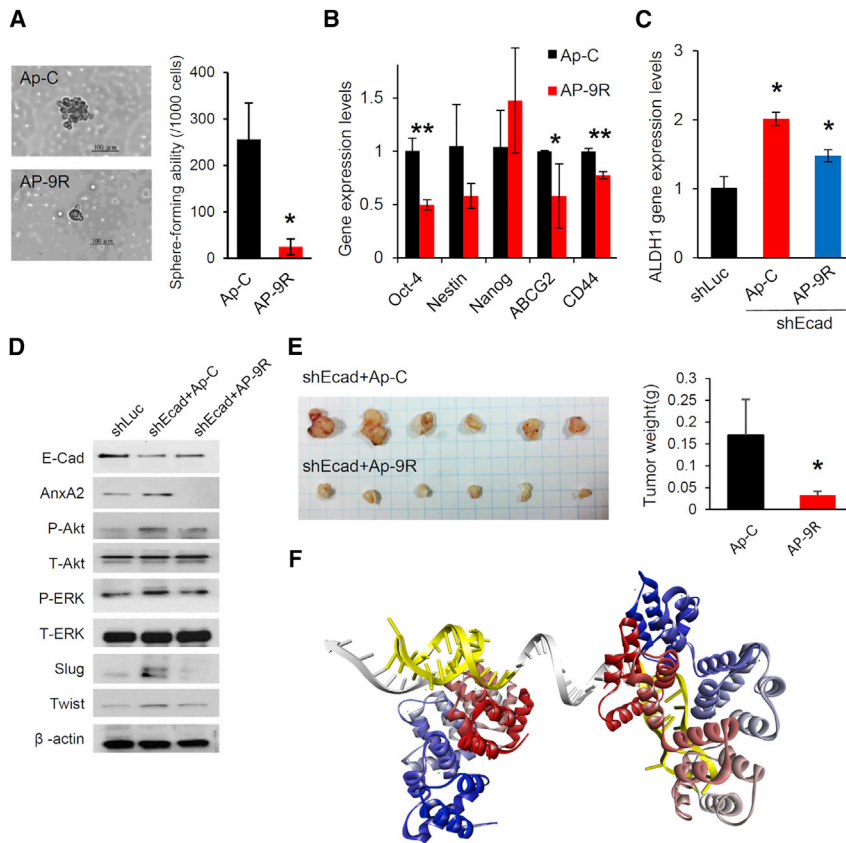 A
Ap-C
100 μm
AP-9R
100 μm
Sphere-forming ability (/1000 cells)
400
300
200
100
0
*
Ap-C
AP-9R
B
Gene expression levels
1.5
1
0.5
0
Ap-C
AP-9R
**
*
**
Oct-4
Nestin
Nanog
ABCG2
CD44
C
ALDH1 gene expression levels
3
2
1
0
*
*
shLuc
Ap-C
AP-9R
shEcad
D
shLuc
shEcad+Ap-C
shEcad+AP-9R
E-Cad
AnxA2
P-Akt
T-Akt
P-ERK
T-ERK
Slug
Twist
β -actin
E
shEcad+Ap-C
shEcad+Ap-9R
Tumor weight(g)
0.3
0.25
0.2
0.15
0.1
0.05
0
*
Ap-C
AP-9R
F